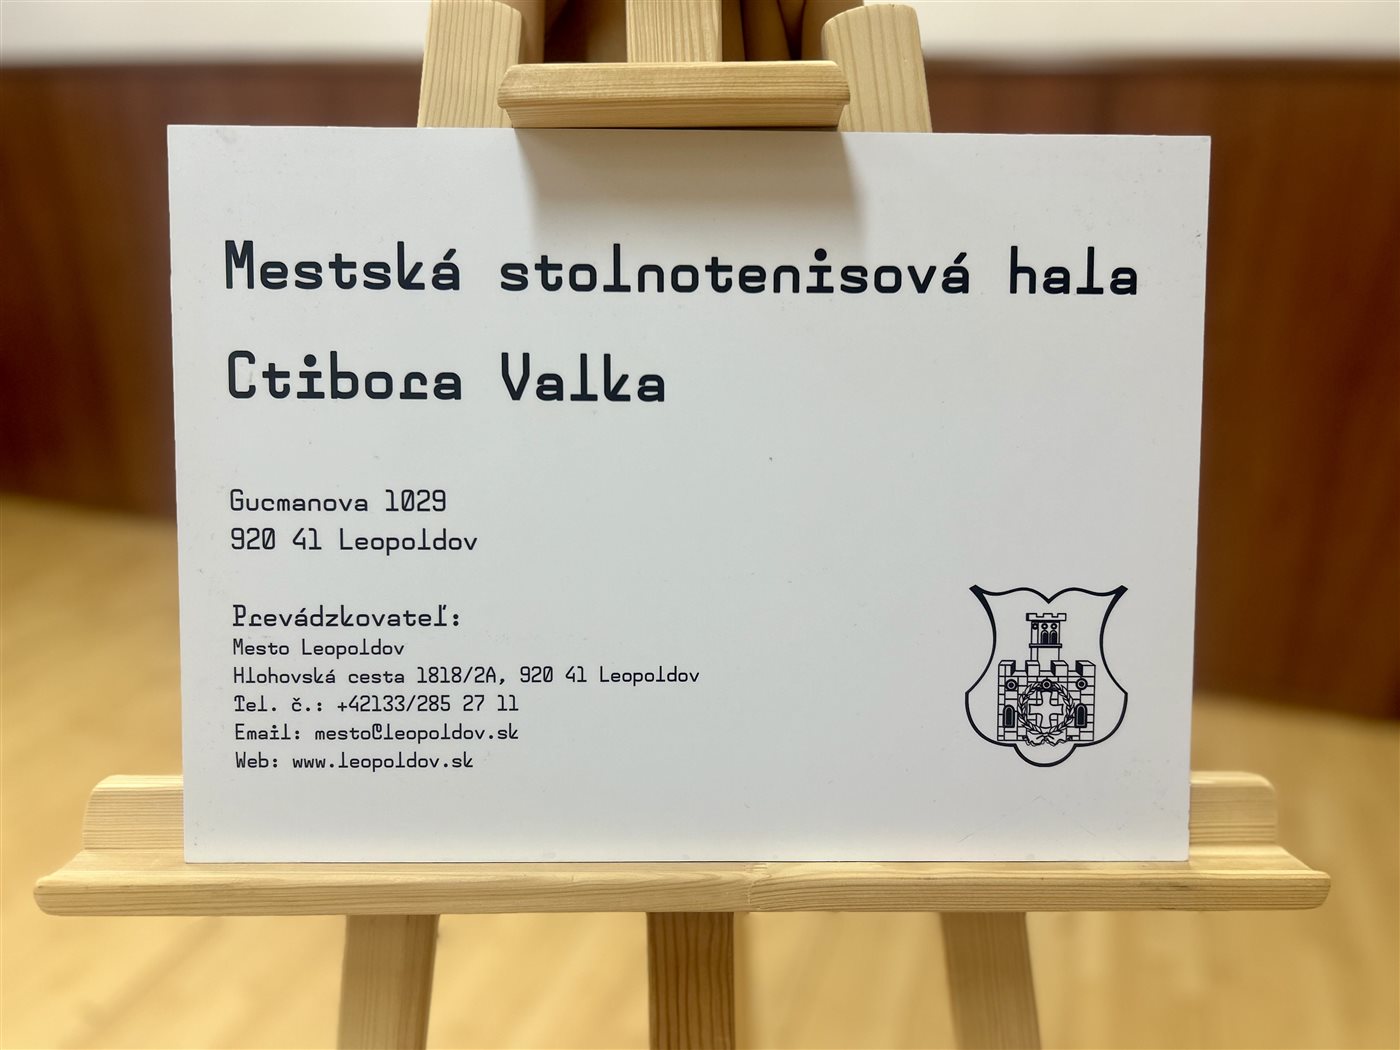 Mestská stolnotenisová hala
Ctibora Valka
Gucmanova 1029
920 41 Leopoldov
Prevádzkovateľ:
Mesto Leopoldov
Hlohovská cesta 1818/2A, 920 41 Leopoldov
Tel. č.: +42133/285 27 11
Email: mesto@leopoldov.sk
Web: www.leopoldov.sk